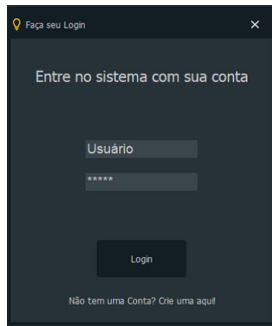 Faça seu Login
Entre no sistema com sua conta
Usuário
*****
Login
Não tem uma Conta? Crie uma aqui!